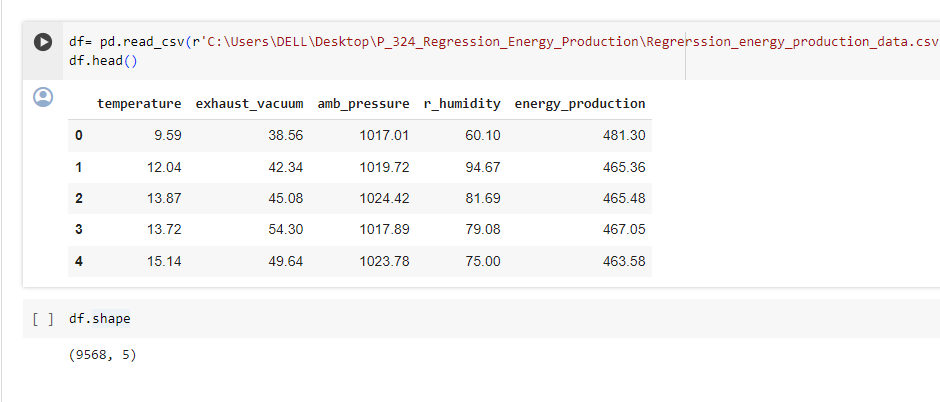 df= pd.read_csv(r'C:\Users\DELL\Desktop\P_324_Regression_Energy_Production\Regrerssion_energy_production_data.csv
df.head()
temperature exhaust_vacuum amb_pressure r_humidity energy_production
0 9.59 38.56 1017.01 60.10 481.30
1 12.04 42.34 1019.72 94.67 465.36
2 13.87 45.08 1024.42 81.69 465.48
3 13.72 54.30 1017.89 79.08 467.05
4 15.14 49.64 1023.78 75.00 463.58
[ ] df.shape
(9568, 5)